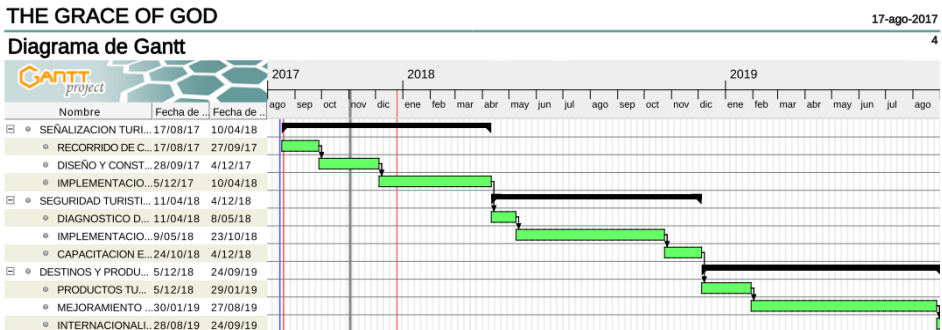 THE GRACE OF GOD
17-ago-2017
Diagrama de Gantt
4
GANTT project
2017 2018 2019
Nombre Fecha de .. Fecha de ..
ago sep oct nov dic ene feb mar abr may jun jul ago sep oct nov dic ene feb mar abr may jun jul ago
SEÑALIZACION TURI... 17/08/17 10/04/18
RECORRIDO DE C... 17/08/17 27/09/17
DISEÑO Y CONST... 28/09/17 4/12/17
IMPLEMENTACIO... 5/12/17 10/04/18
SEGURIDAD TURISTI... 11/04/18 4/12/18
DIAGNOSTICO D... 11/04/18 8/05/18
IMPLEMENTACIO... 9/05/18 23/10/18
CAPACITACION E... 24/10/18 4/12/18
DESTINOS Y PRODU... 5/12/18 24/09/19
PRODUCTOS TU... 5/12/18 29/01/19
MEJORAMIENTO ... 30/01/19 27/08/19
INTERNACIONALI... 28/08/19 24/09/19